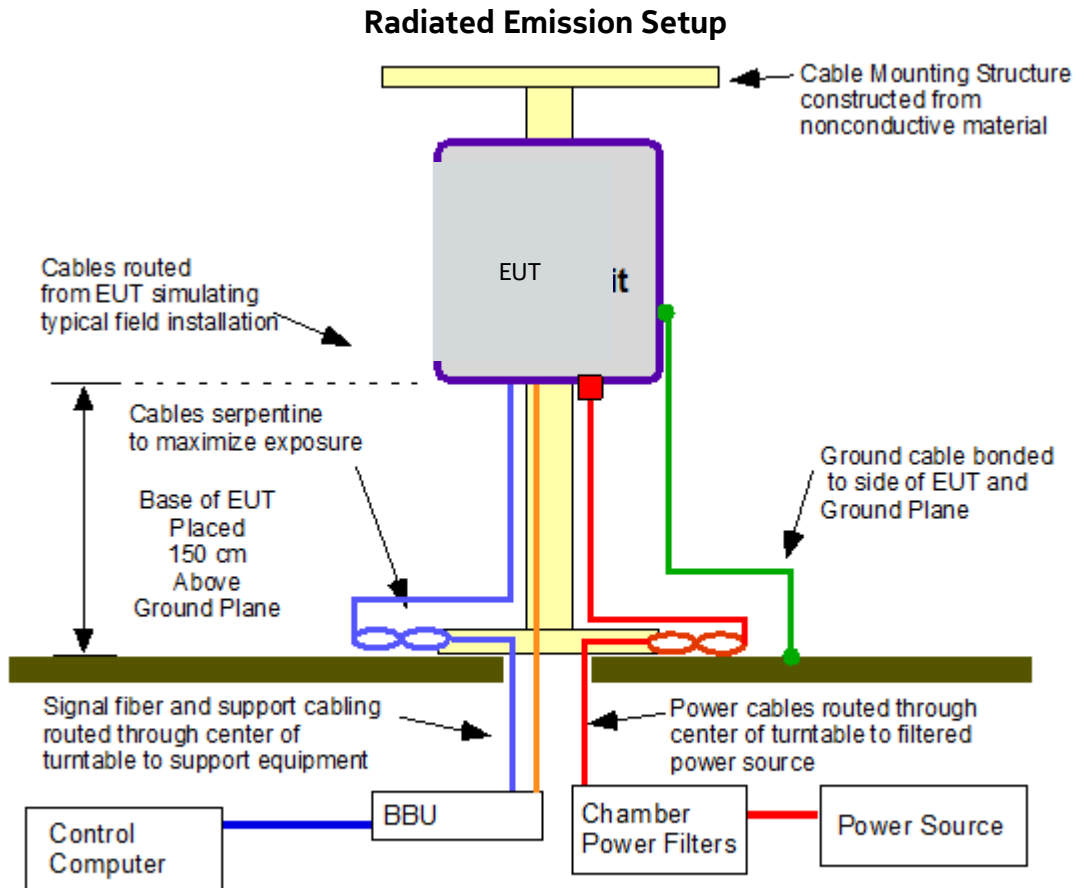 Radiated Emission Setup
Cable Mounting Structure
constructed from
nonconductive material
EUT
it
Cables routed
from EUT simulating
typical field installation
Cables serpentine
to maximize exposure
Base of EUT
Placed
150 cm
Above
Ground Plane
Ground cable bonded
to side of EUT and
Ground Plane
Signal fiber and support cabling
routed through center of
turntable to support equipment
Power cables routed through
center of turntable to filtered
power source
Control
Computer
BBU
Chamber
Power Filters
Power Source